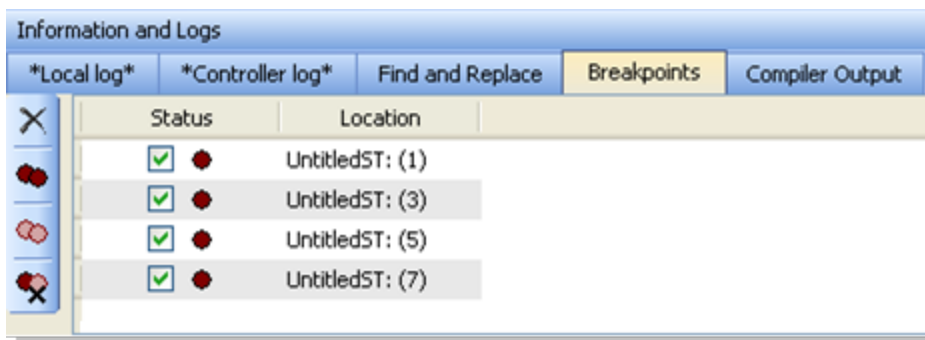 Information and Logs
*Local log* *Controller log* Find and Replace Breakpoints Compiler Output
Status Location
UntitledST: (1)
UntitledST: (3)
UntitledST: (5)
UntitledST: (7)